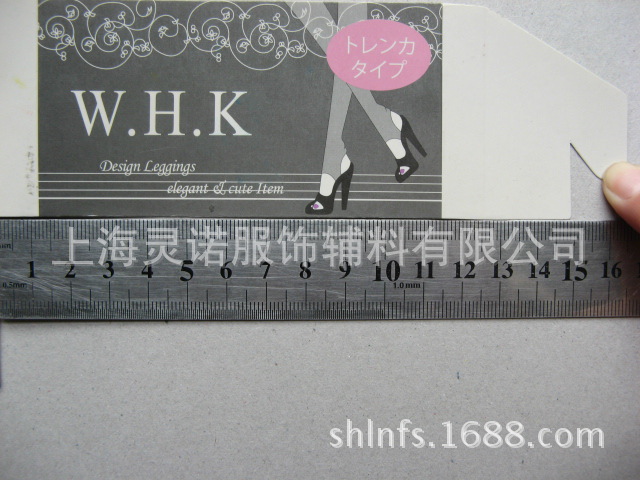 トレンカ
タイプ
W.H.K
Design Leggings
elegant & cute Item
上海灵诺服饰辅料有限公司
1 2 3 4 5 6 7 8 9 10 11 12 13 14 15 16
0.5mm
1.0mm
shlnfs.1688.com